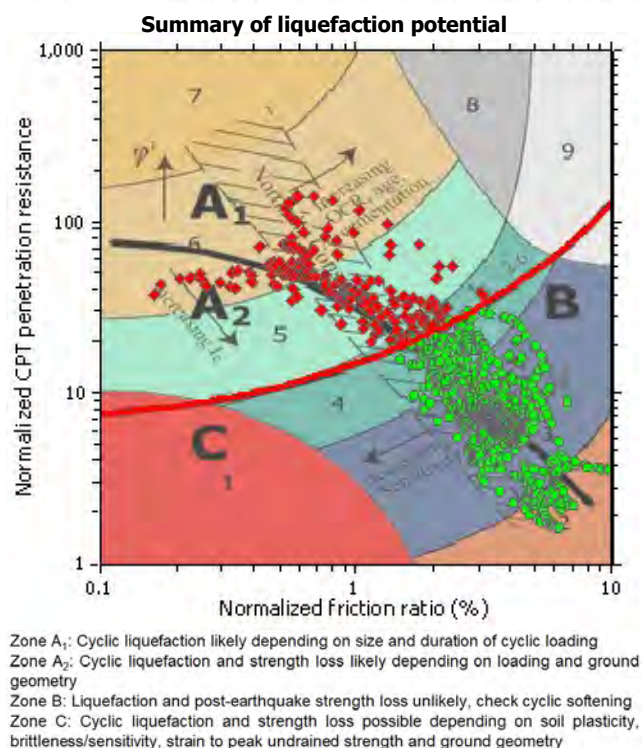 Summary of liquefaction potential
1,000
7
8
9
φ'
A1
increasing
OCR, age,
cementation
100
6
A2
B
5
10
4
C
1
1
0.1
1
10
Normalized CPT penetration resistance
Normalized friction ratio (%)
Zone A1: Cyclic liquefaction likely depending on size and duration of cyclic loading
Zone A2: Cyclic liquefaction and strength loss likely depending on loading and ground
geometry
Zone B: Liquefaction and post-earthquake strength loss unlikely, check cyclic softening
Zone C: Cyclic liquefaction and strength loss possible depending on soil plasticity,
brittleness/sensitivity, strain to peak undrained strength and ground geometry